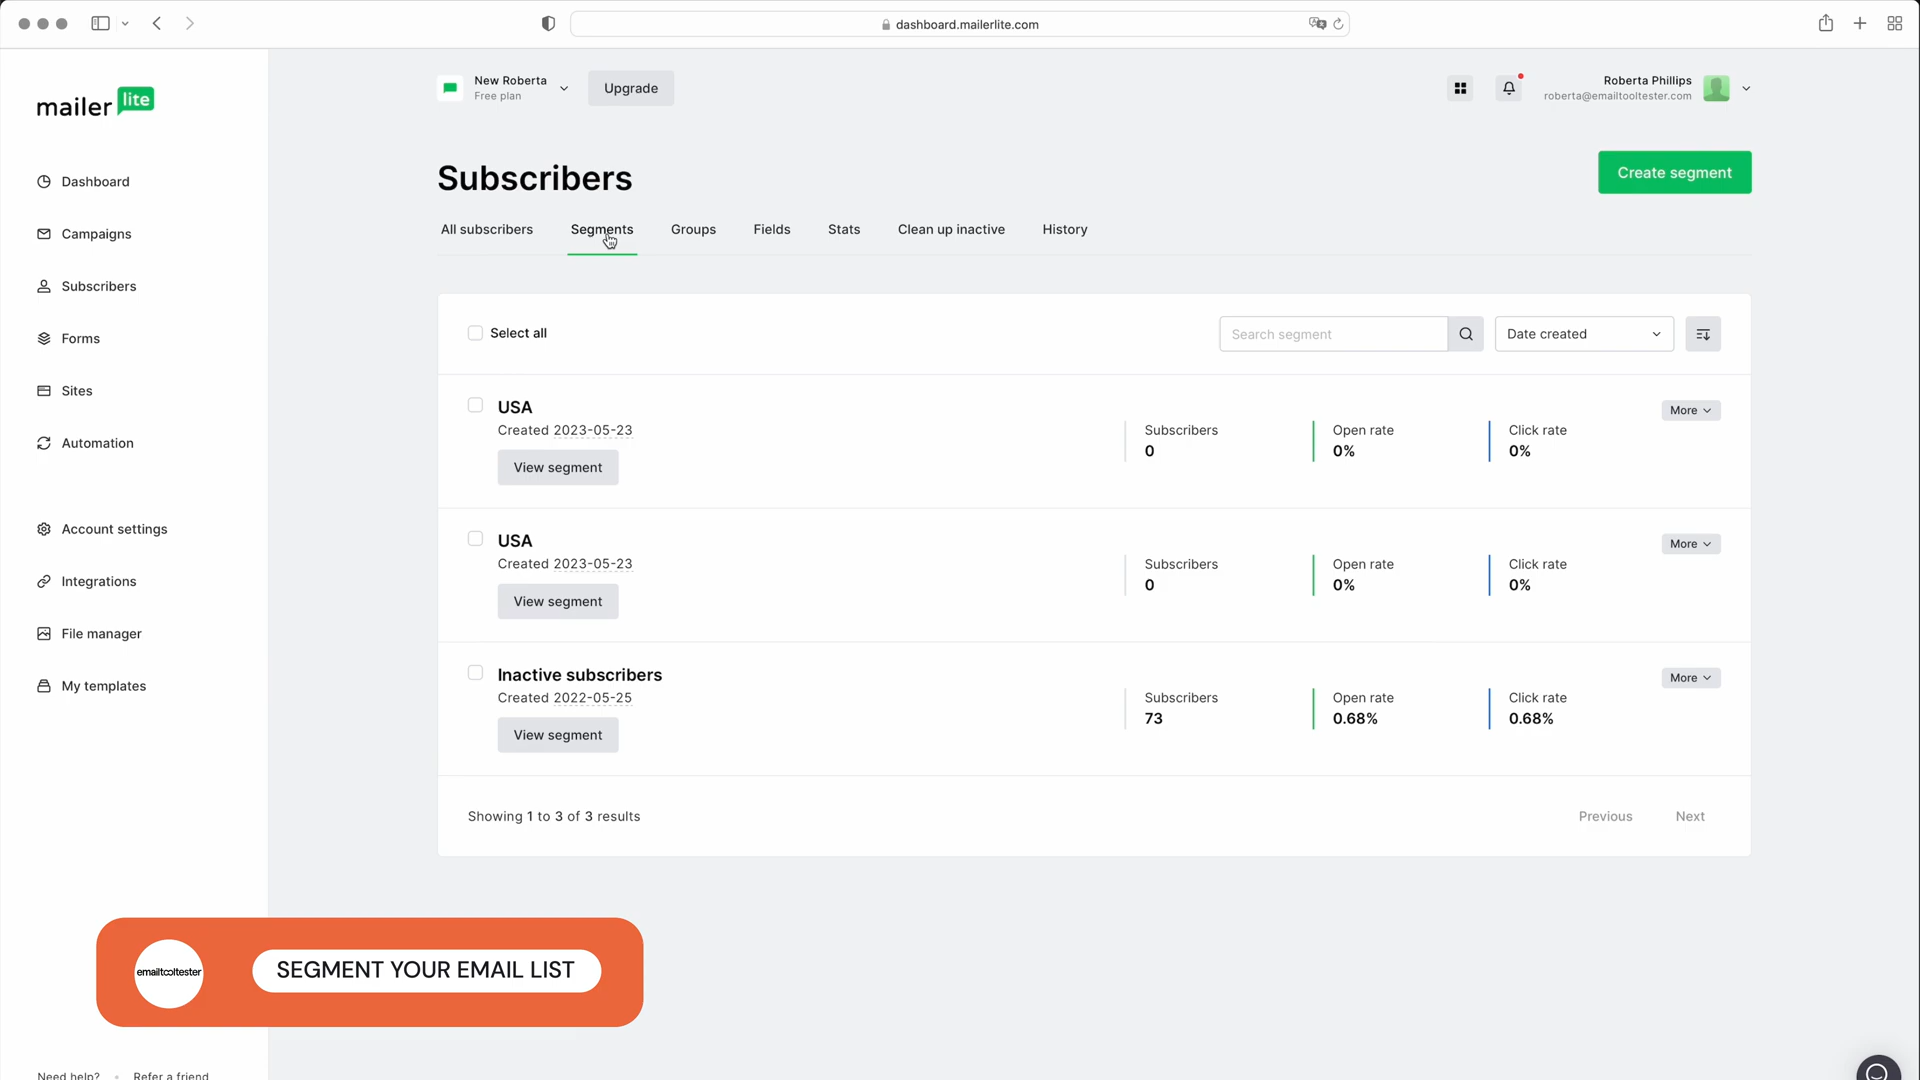 dashboard.mailerlite.com
mailer lite
New Roberta
Free plan
Upgrade
Roberta Phillips
roberta@emailtooltester.com
Dashboard
Campaigns
Subscribers
Forms
Sites
Automation
Account settings
Integrations
File manager
My templates
Subscribers
Create segment
All subscribers
Segments
Groups
Fields
Stats
Clean up inactive
History
Select all
Search segment
Date created
USA
Created 2023-05-23
View segment
Subscribers
0
Open rate
0%
Click rate
0%
More
USA
Created 2023-05-23
View segment
Subscribers
0
Open rate
0%
Click rate
0%
More
Inactive subscribers
Created 2022-05-25
View segment
Subscribers
73
Open rate
0.68%
Click rate
0.68%
More
Showing 1 to 3 of 3 results
Previous
Next
emailtooltester
SEGMENT YOUR EMAIL LIST
Need help? • Refer a friend